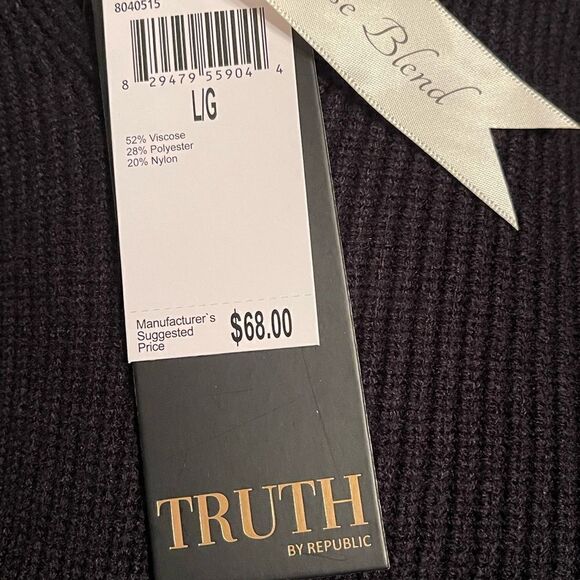 8040515
8 29479 55904 4
L/G
52% Viscose
28% Polyester
20% Nylon
Manufacturer`s
Suggested
Price
$68.00
TRUTH
BY REPUBLIC
Blend